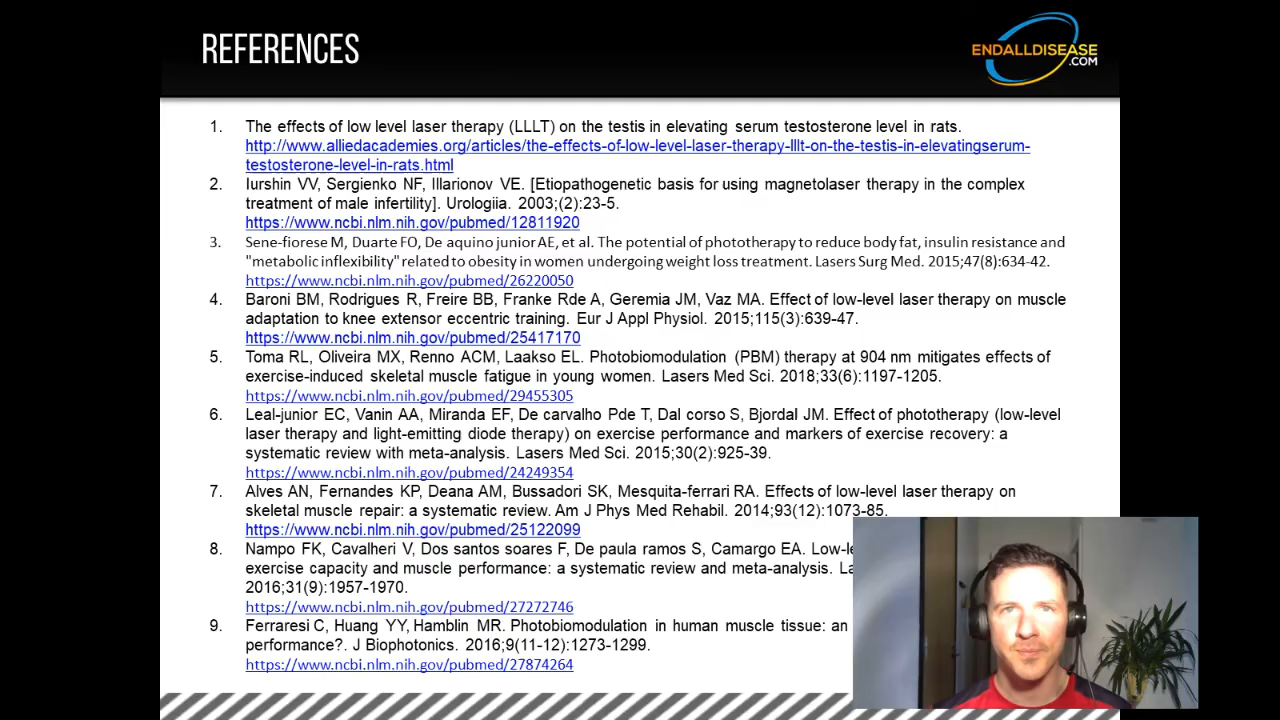 REFERENCES
ENDALLDISEASE
.COM
1. The effects of low level laser therapy (LLLT) on the testis in elevating serum testosterone level in rats.
http://www.alliedacademies.org/articles/the-effects-of-low-level-laser-therapy-lllt-on-the-testis-in-elevatingserum-
testosterone-level-in-rats.html
2. Iurshin VV, Sergienko NF, Illarionov VE. [Etiopathogenetic basis for using magnetolaser therapy in the complex
treatment of male infertility]. Urologiia. 2003;(2):23-5.
https://www.ncbi.nlm.nih.gov/pubmed/12811920
3. Sene-fiorese M, Duarte FO, De aquino junior AE, et al. The potential of phototherapy to reduce body fat, insulin resistance and
"metabolic inflexibility" related to obesity in women undergoing weight loss treatment. Lasers Surg Med. 2015;47(8):634-42.
https://www.ncbi.nlm.nih.gov/pubmed/26220050
4. Baroni BM, Rodrigues R, Freire BB, Franke Rde A, Geremia JM, Vaz MA. Effect of low-level laser therapy on muscle
adaptation to knee extensor eccentric training. Eur J Appl Physiol. 2015;115(3):639-47.
https://www.ncbi.nlm.nih.gov/pubmed/25417170
5. Toma RL, Oliveira MX, Renno ACM, Laakso EL. Photobiomodulation (PBM) therapy at 904 nm mitigates effects of
exercise-induced skeletal muscle fatigue in young women. Lasers Med Sci. 2018;33(6):1197-1205.
https://www.ncbi.nlm.nih.gov/pubmed/29455305
6. Leal-junior EC, Vanin AA, Miranda EF, De carvalho Pde T, Dal corso S, Bjordal JM. Effect of phototherapy (low-level
laser therapy and light-emitting diode therapy) on exercise performance and markers of exercise recovery: a
systematic review with meta-analysis. Lasers Med Sci. 2015;30(2):925-39.
https://www.ncbi.nlm.nih.gov/pubmed/24249354
7. Alves AN, Fernandes KP, Deana AM, Bussadori SK, Mesquita-ferrari RA. Effects of low-level laser therapy on
skeletal muscle repair: a systematic review. Am J Phys Med Rehabil. 2014;93(12):1073-85.
https://www.ncbi.nlm.nih.gov/pubmed/25122099
8. Nampo FK, Cavalheri V, Dos santos soares F, De paula ramos S, Camargo EA.
exercise capacity and muscle performance: a systematic review and meta-analysis.
2016;31(9):1957-1970.
https://www.ncbi.nlm.nih.gov/pubmed/27272746
9. Ferraresi C, Huang YY, Hamblin MR. Photobiomodulation in human muscle tissue: an
performance?. J Biophotonics. 2016;9(11-12):1273-1299.
https://www.ncbi.nlm.nih.gov/pubmed/27874264